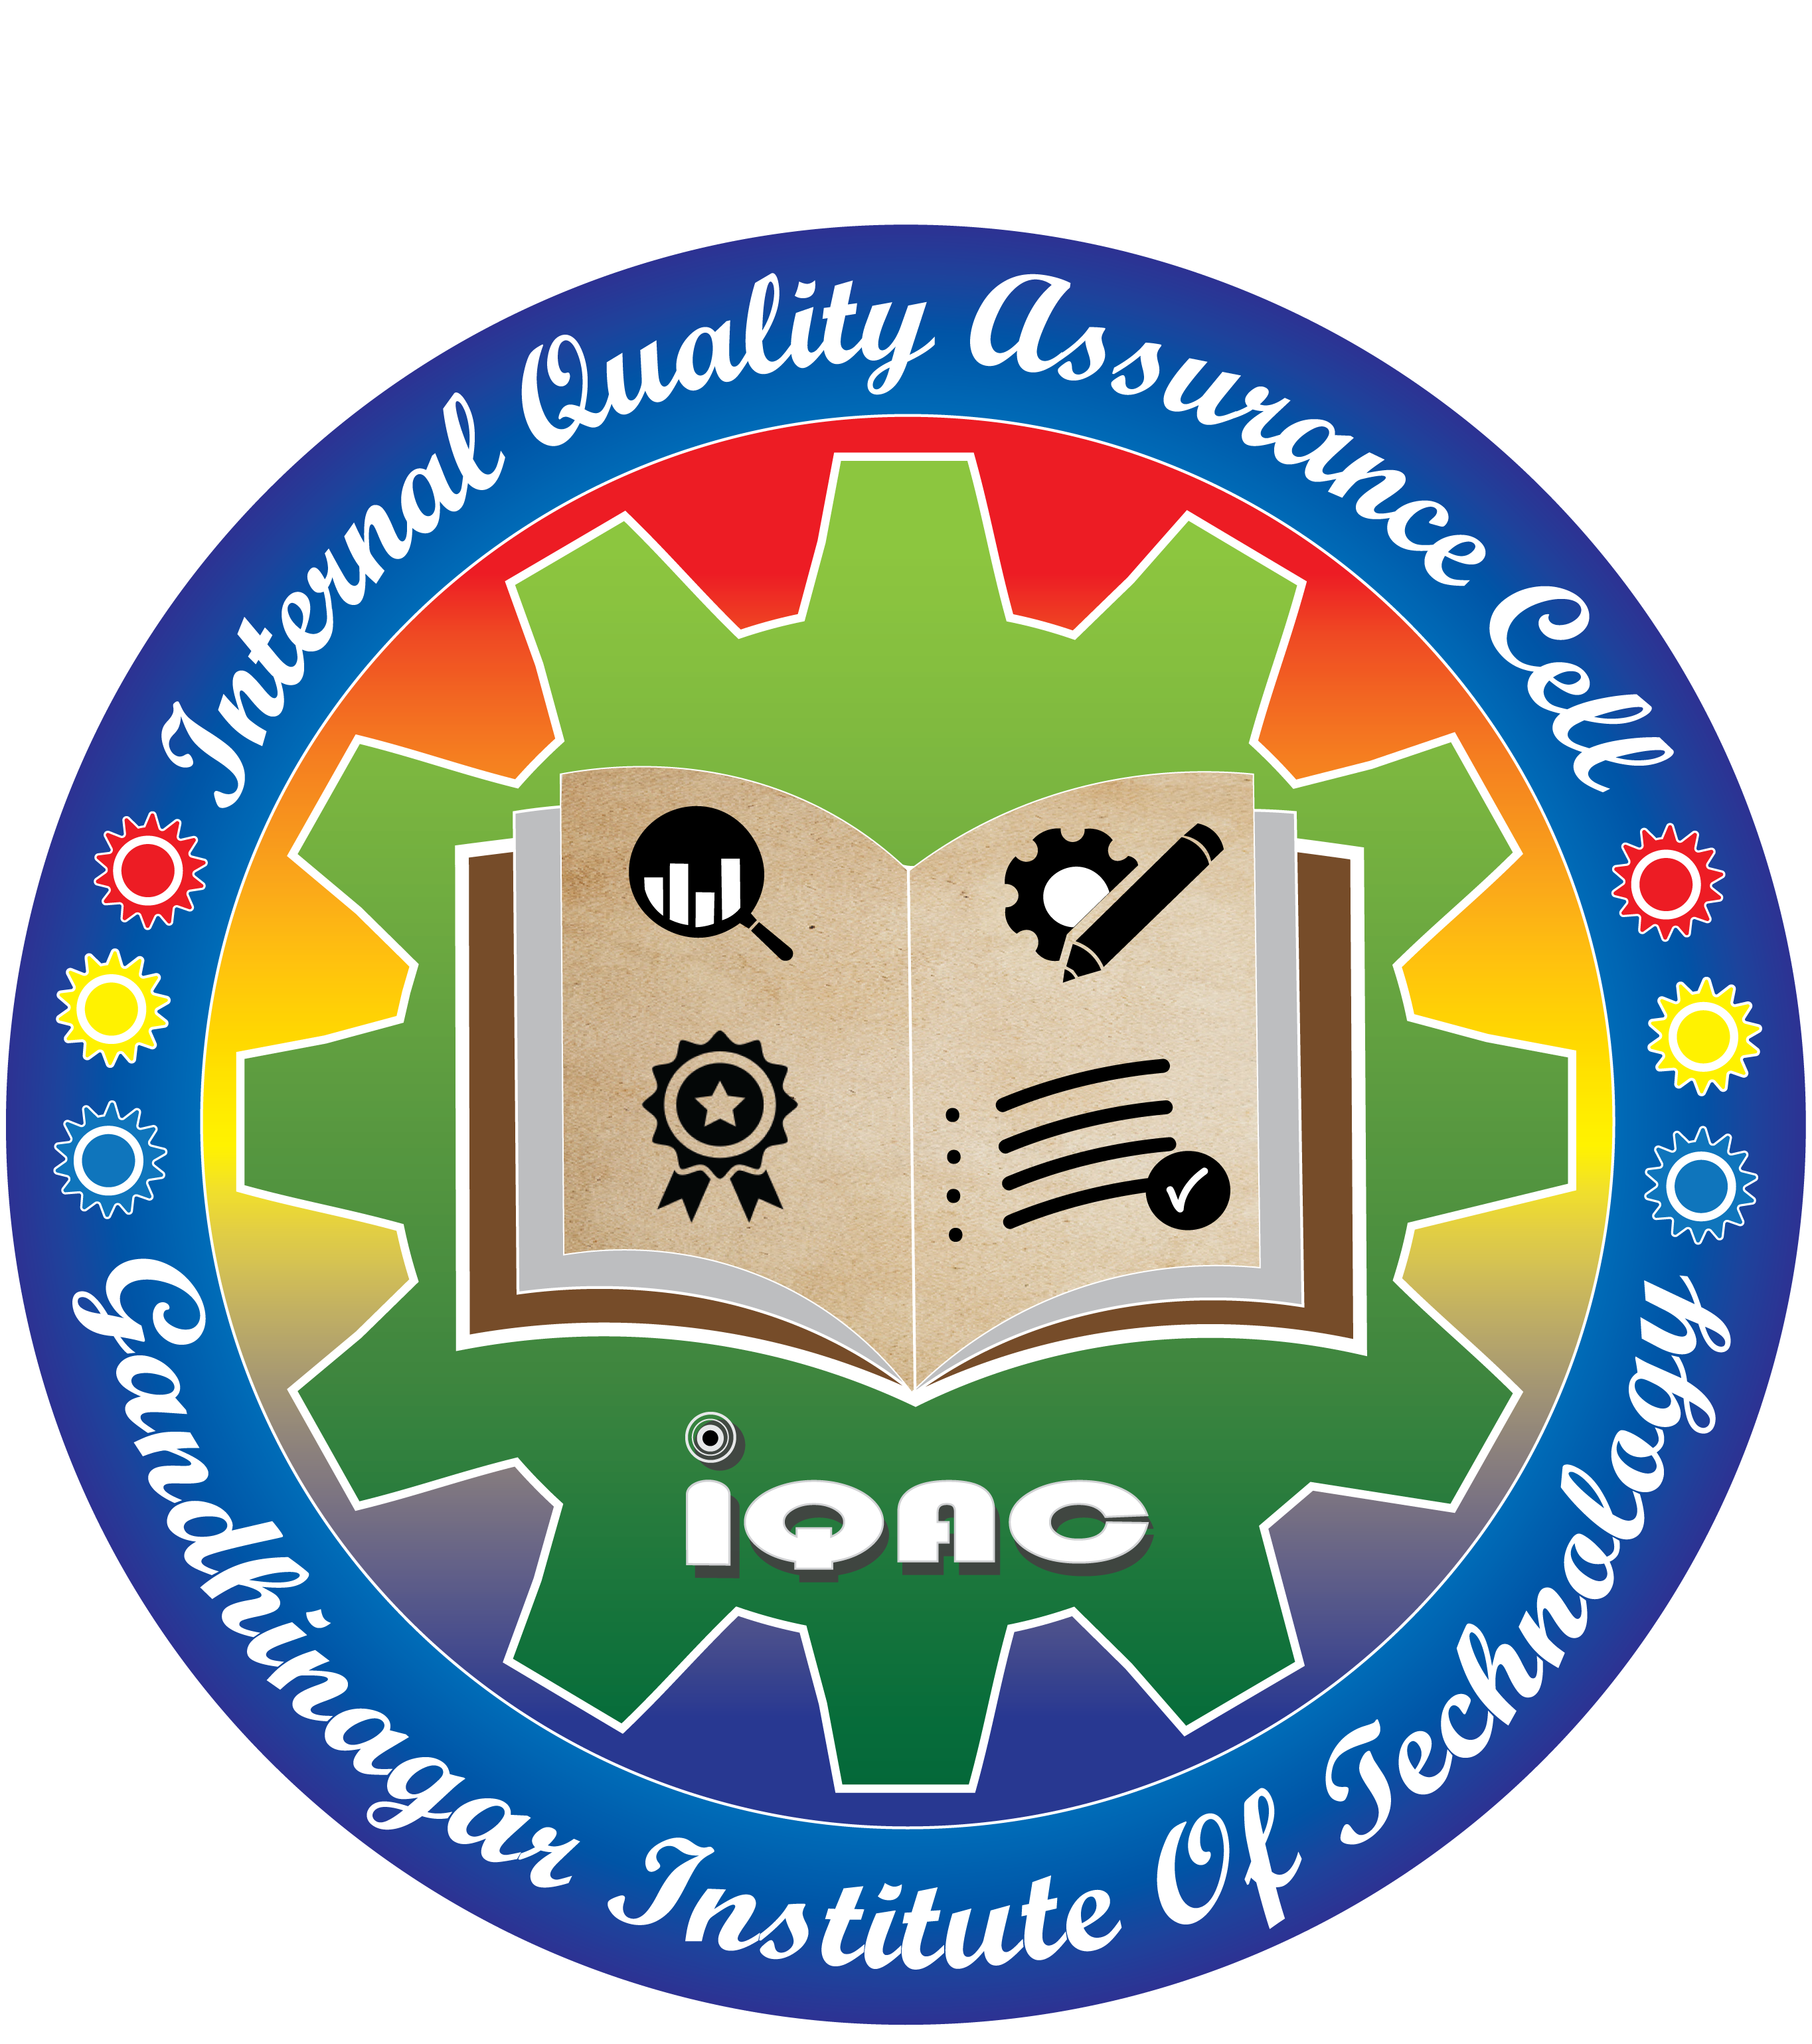 Internal Quality Assurance Cell
iQAC
Gandhinagar Institute Of Technology